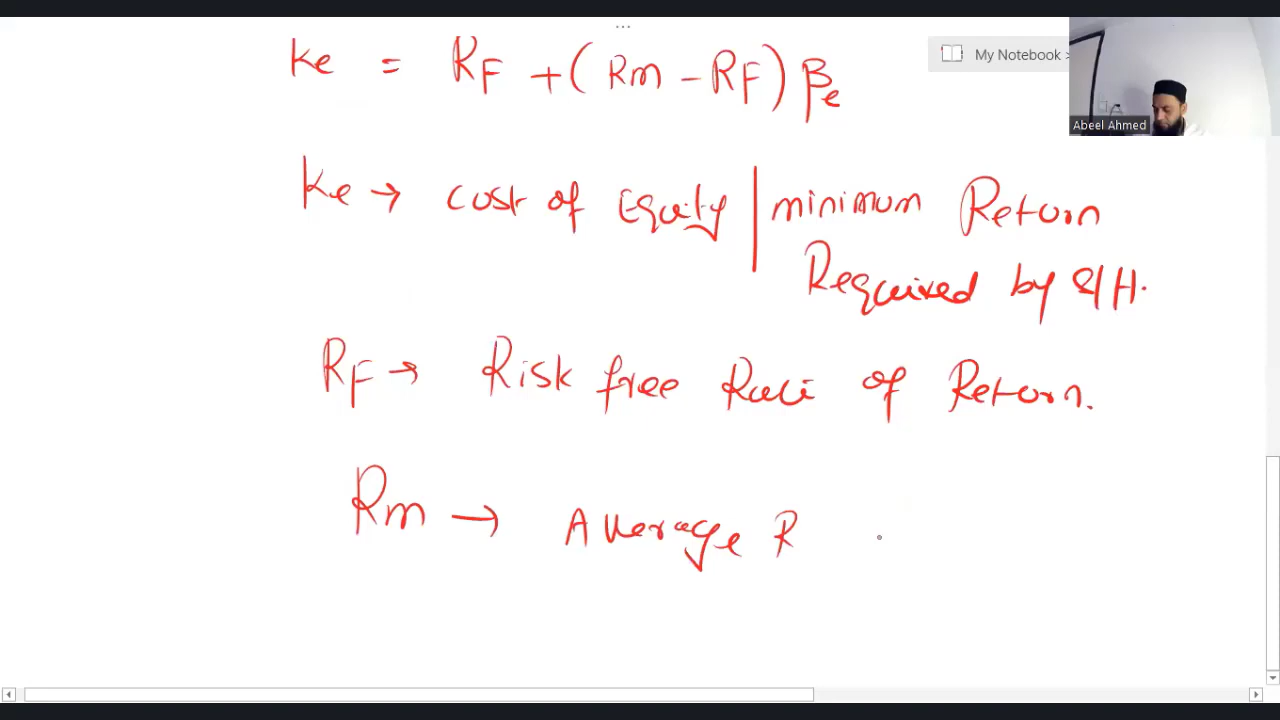 My Notebook >
Abeel Ahmed
Ke = RF + (Rm - RF) βe
Ke → Cost of Equity | minimum Return
Required by S/H.
RF → Risk free Rate of Return.
Rm → Average R